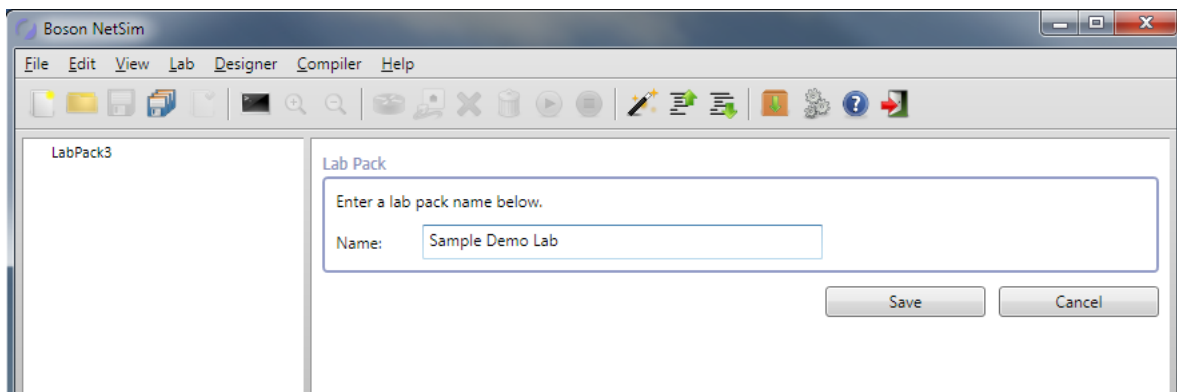 Boson NetSim
File Edit View Lab Designer Compiler Help
LabPack3
Lab Pack
Enter a lab pack name below.
Name: Sample Demo Lab
Save Cancel